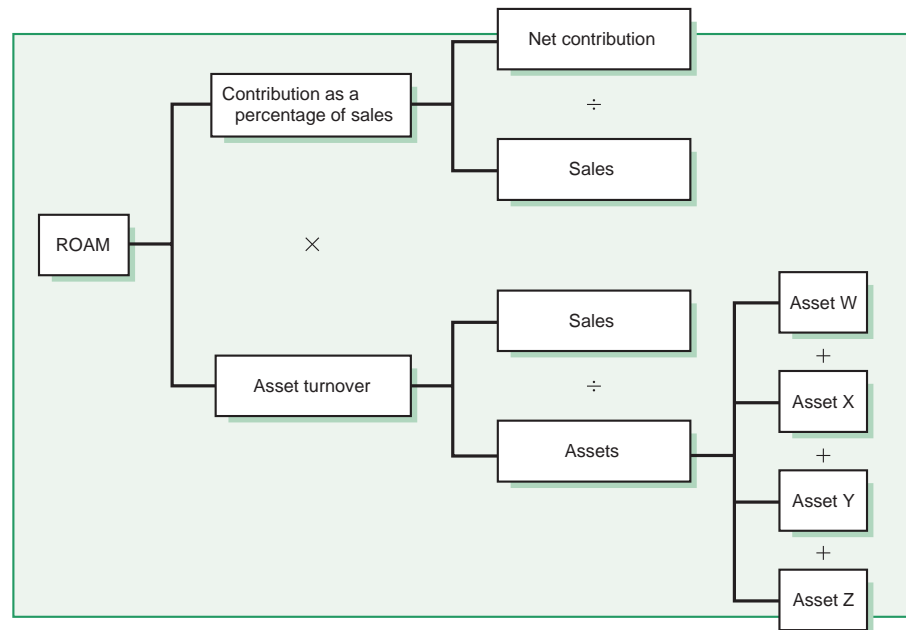 Net contribution
Contribution as a
percentage of sales
÷
Sales
ROAM
×
Sales
Asset W
+
Asset turnover
÷
Asset X
+
Assets
Asset Y
+
Asset Z